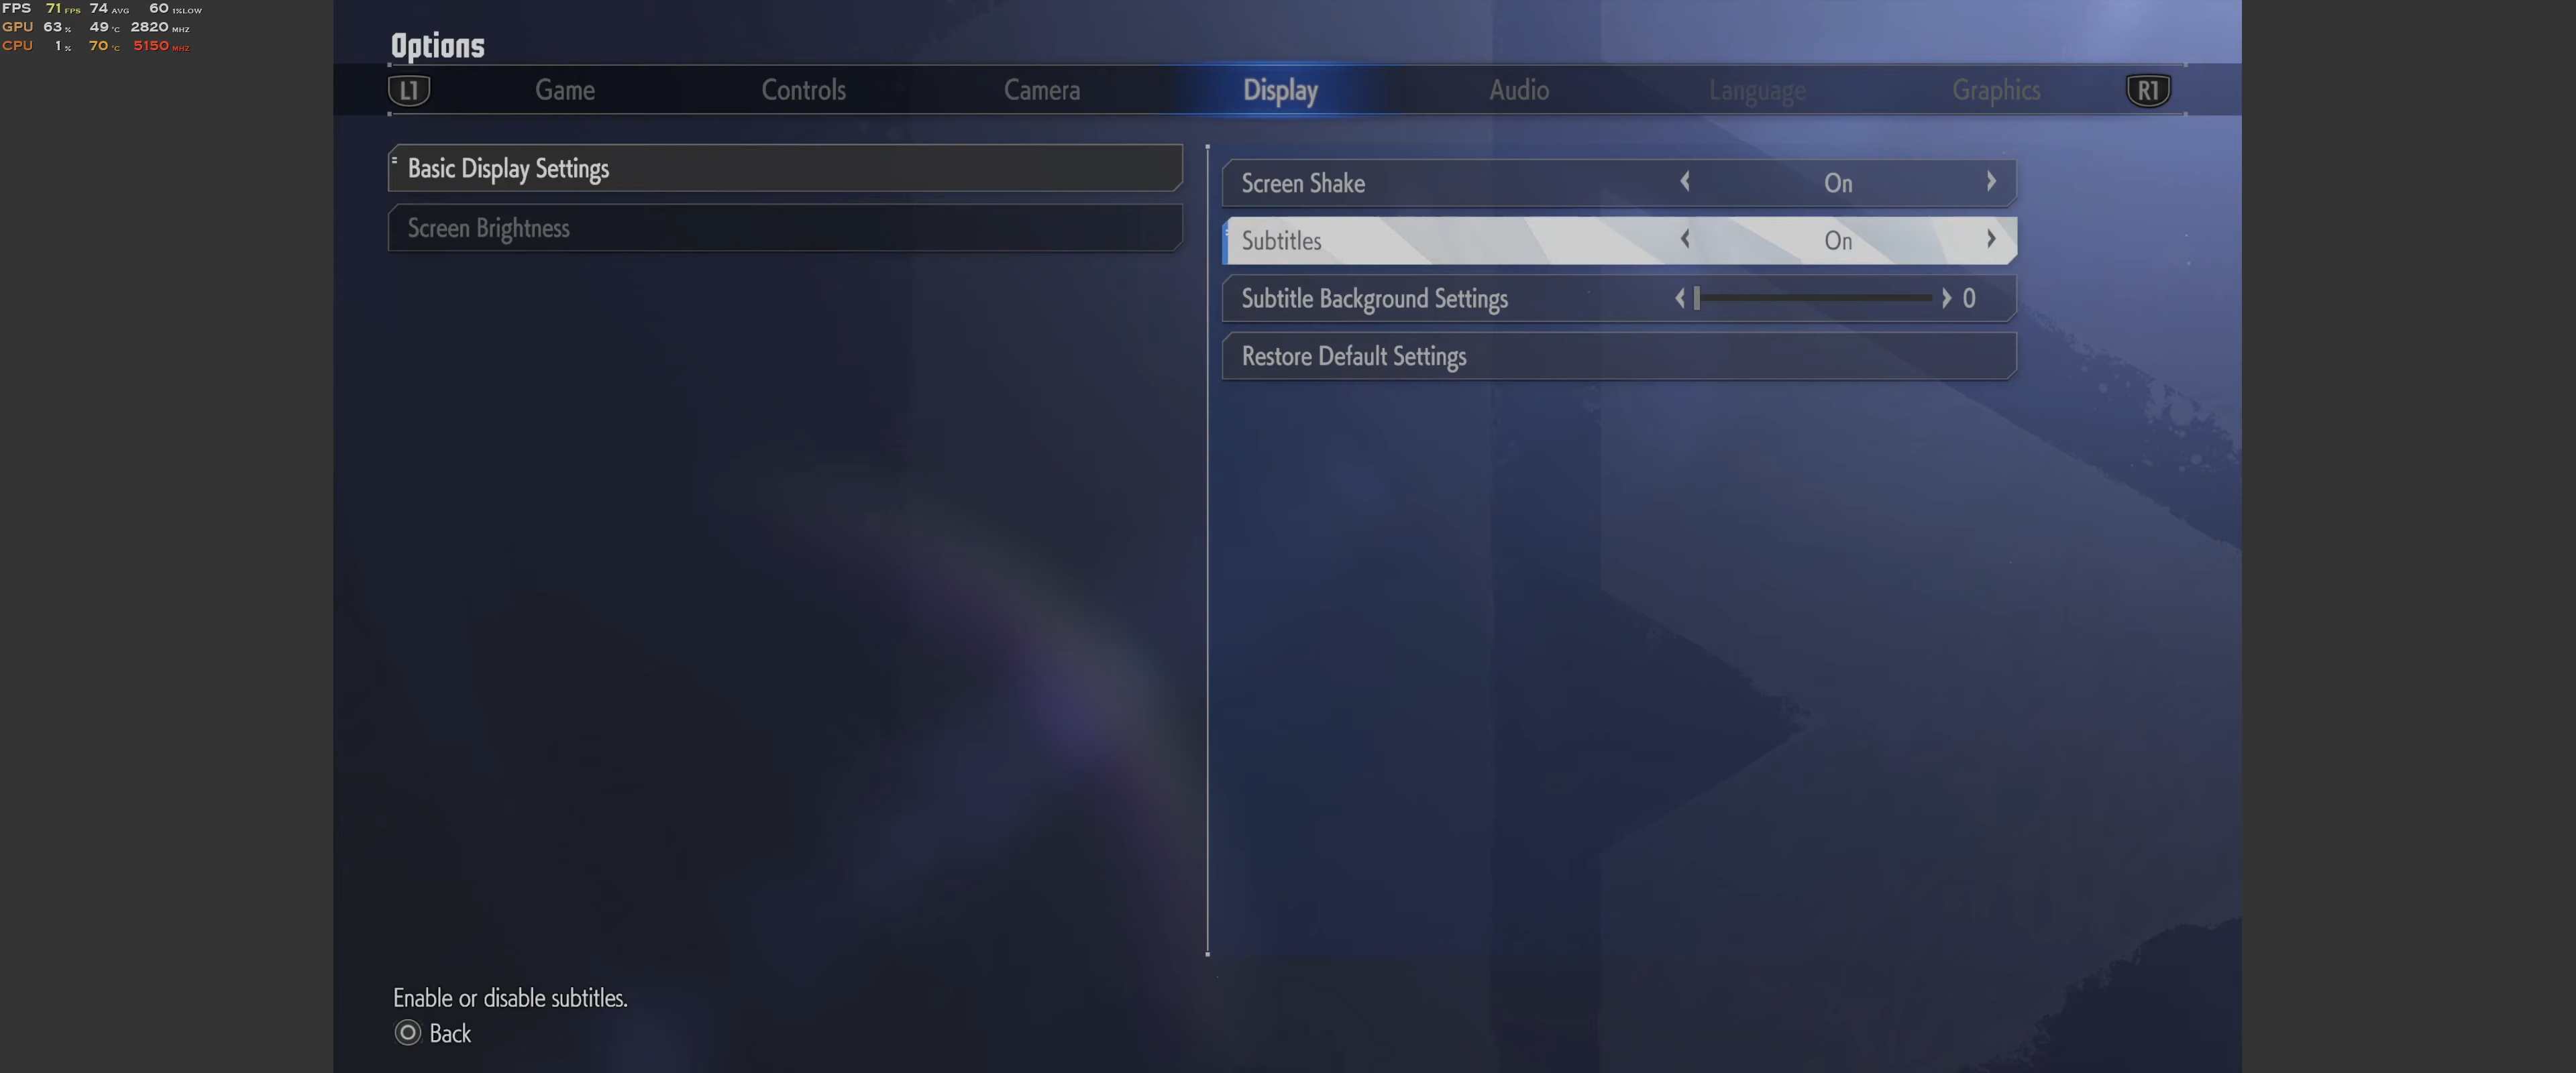 FPS 71 FPS 74 AVG 60 1%LOW
GPU 63 % 49 °C 2820 MHZ
CPU 1 % 70 °C 5150 MHZ
Options
L1 Game Controls Camera Display Audio Language Graphics R1
Basic Display Settings
Screen Brightness
Screen Shake On
Subtitles On
Subtitle Background Settings 0
Restore Default Settings
Enable or disable subtitles.
Back